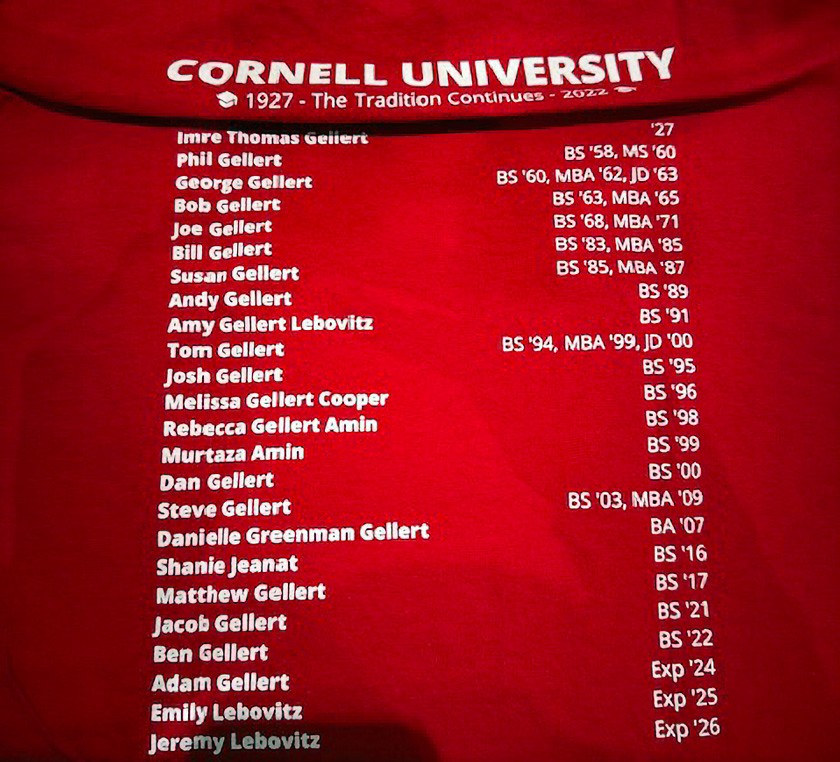 CORNELL UNIVERSITY
1927 - The Tradition Continues - 2022
Imre Thomas Gellert '27
Phil Gellert BS '58, MS '60
George Gellert BS '60, MBA '62, JD '63
Bob Gellert BS '63, MBA '65
Joe Gellert BS '68, MBA '71
Bill Gellert BS '83, MBA '85
Susan Gellert BS '85, MBA '87
Andy Gellert BS '89
Amy Gellert Lebovitz BS '91
Tom Gellert BS '94, MBA '99, JD '00
Josh Gellert BS '95
Melissa Gellert Cooper BS '96
Rebecca Gellert Amin BS '98
Murtaza Amin BS '99
Dan Gellert BS '00
Steve Gellert BS '03, MBA '09
Danielle Greenman Gellert BA '07
Shanie Jeanat BS '16
Matthew Gellert BS '17
Jacob Gellert BS '21
Ben Gellert BS '22
Adam Gellert Exp '24
Emily Lebovitz Exp '25
Jeremy Lebovitz Exp '26